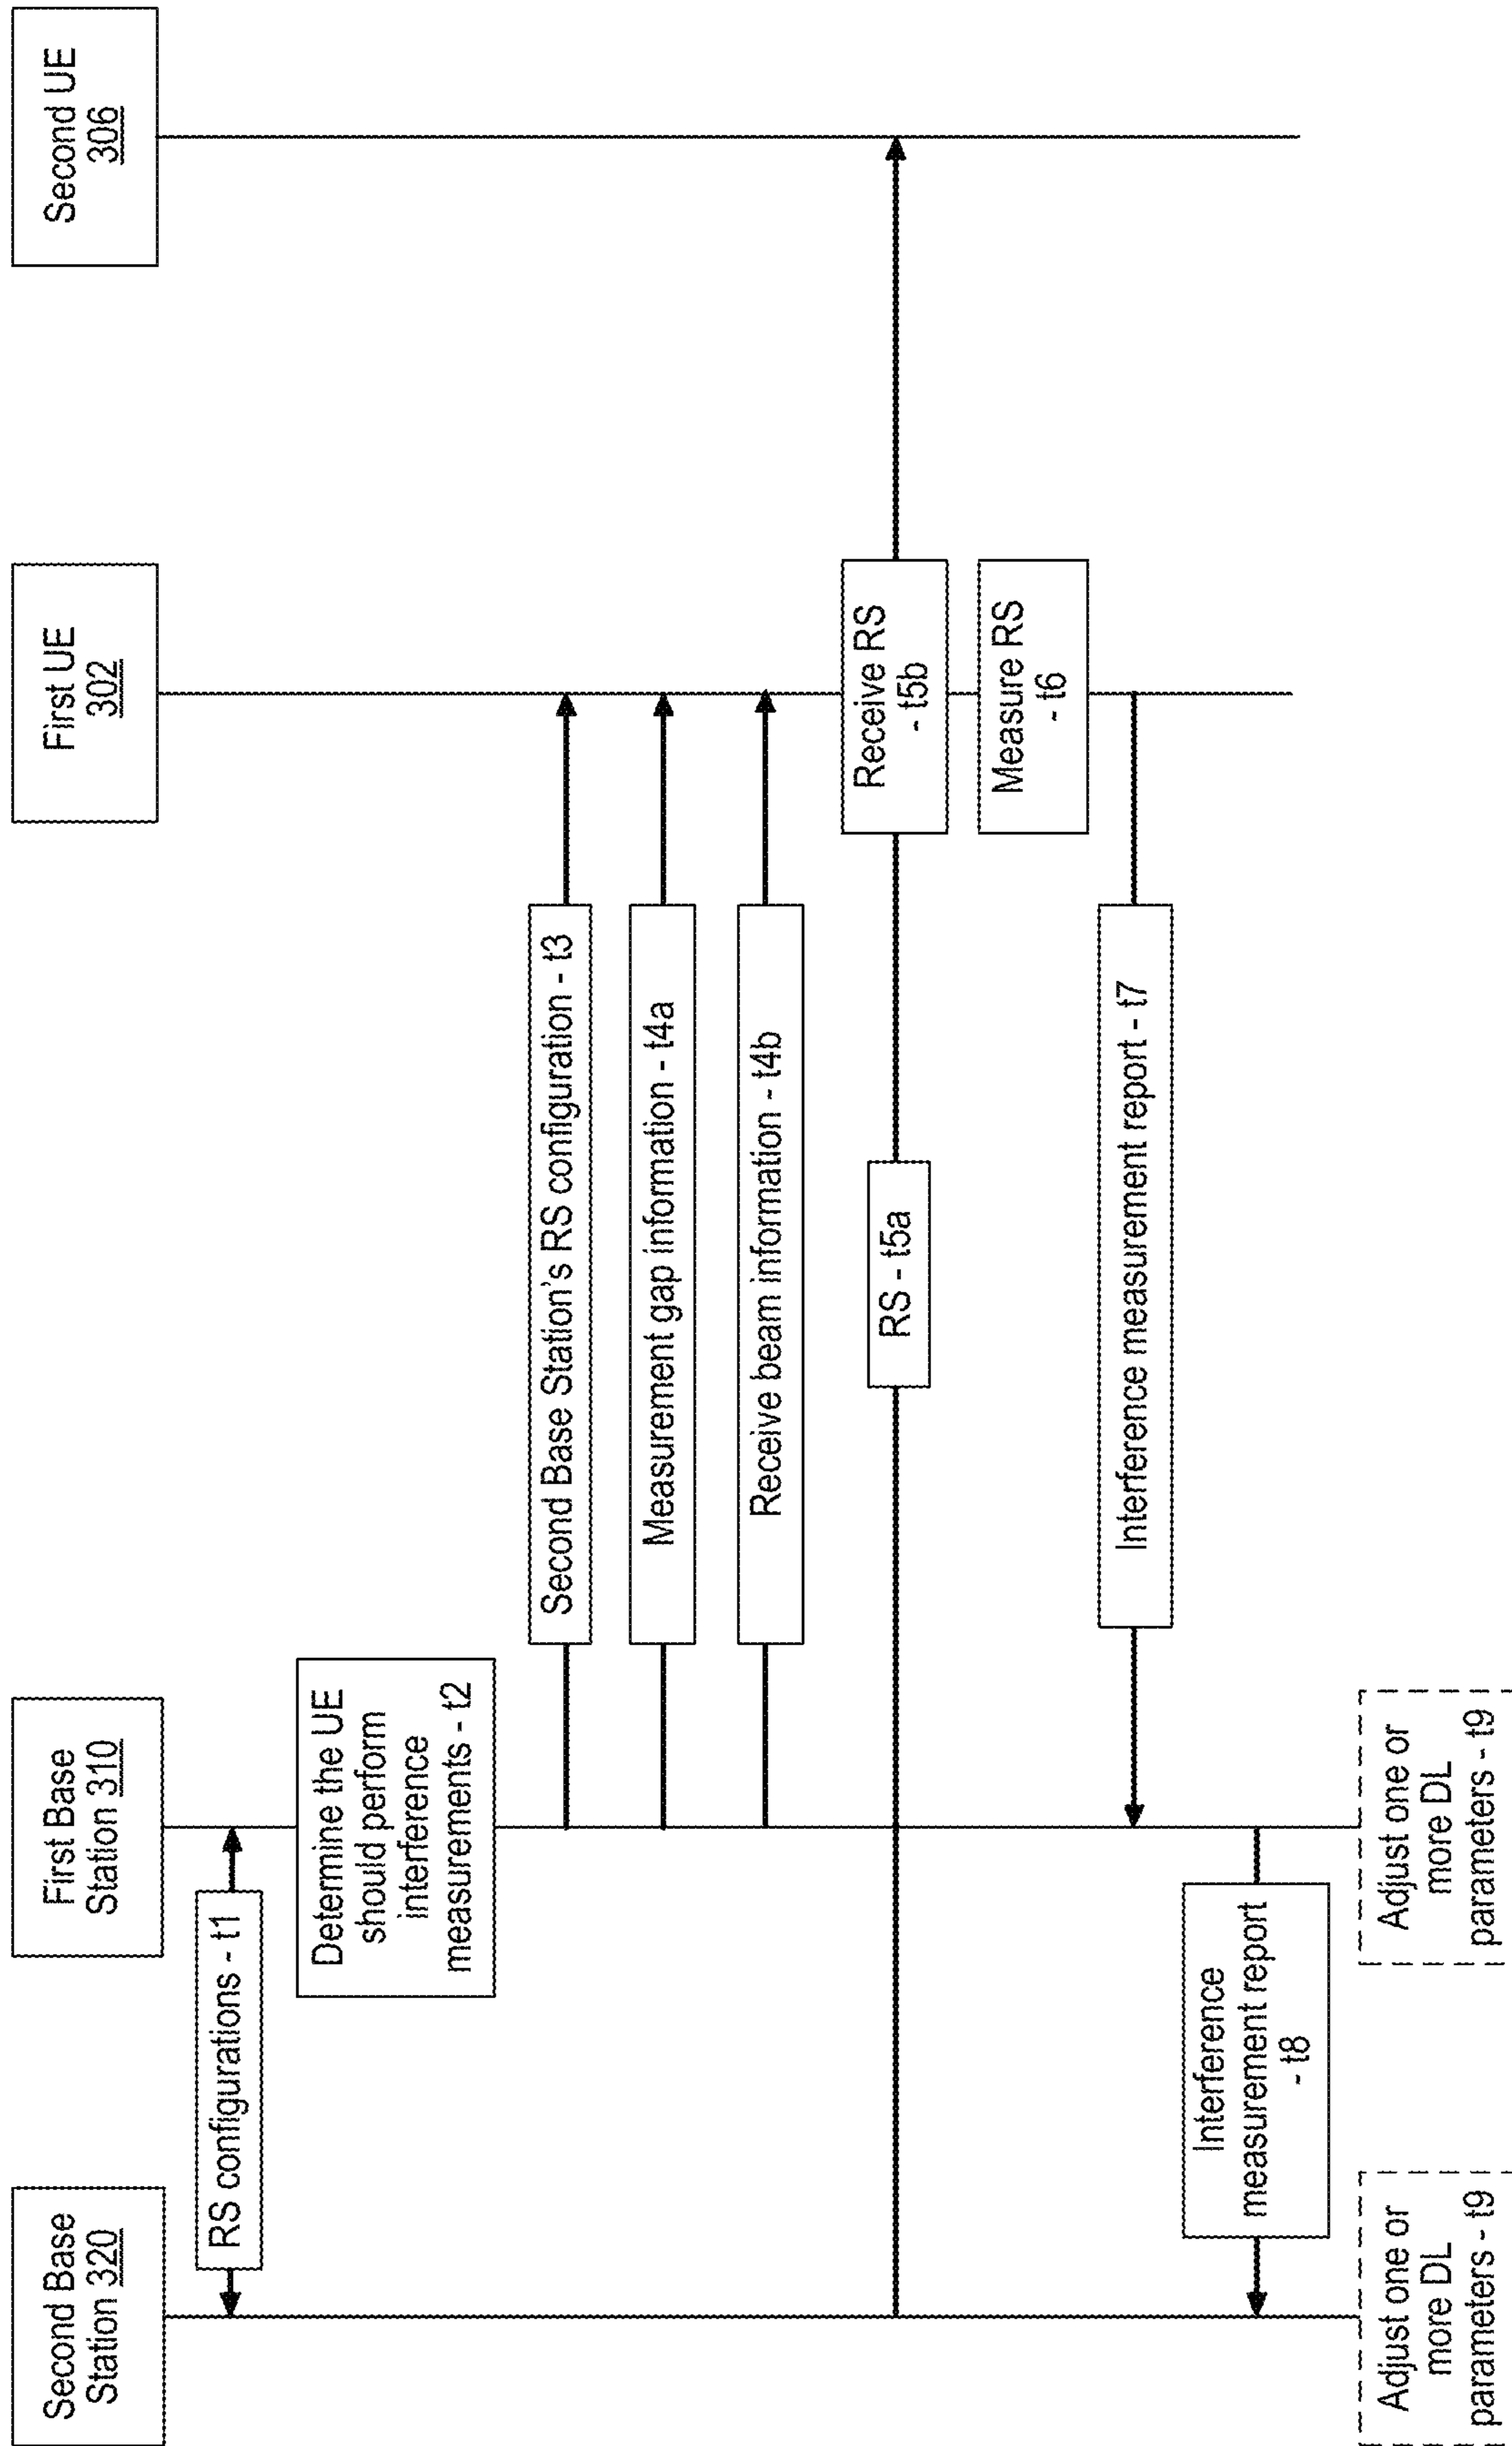 Second Base
Station 320
First Base
Station 310
First UE
302
Second UE
306
RS configurations - t1
Determine the UE
should perform
interference
measurements - t2
Second Base Station's RS configuration - t3
Measurement gap information - t4a
Receive beam information - t4b
RS - t5a
Receive RS
- t5b
Measure RS
- t6
Interference measurement report - t7
Interference
measurement report
- t8
Adjust one or
more DL
parameters - t9
Adjust one or
more DL
parameters - t9